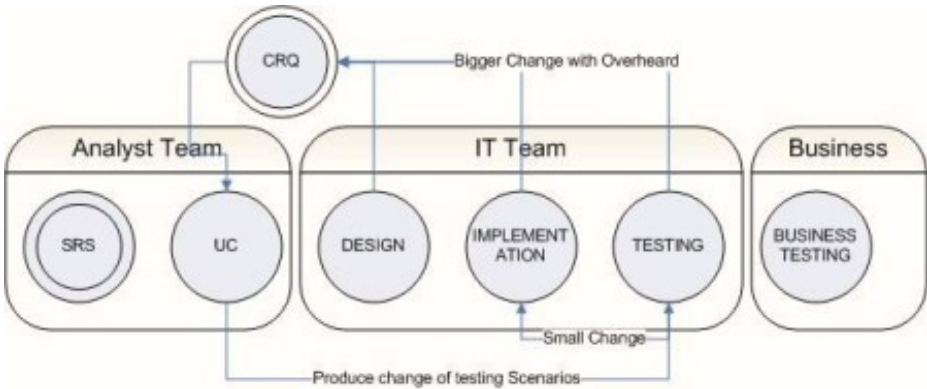 CRQ
Bigger Change with Overheard
Analyst Team
IT Team
Business
SRS
UC
DESIGN
IMPLEMENT
ATION
TESTING
BUSINESS
TESTING
Small Change
Produce change of testing Scenarios